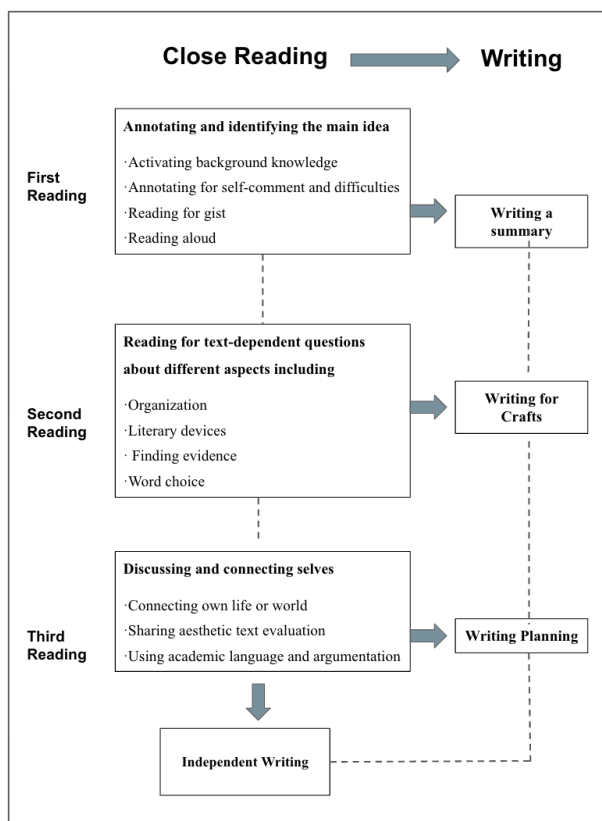 Close Reading
Writing
First
Reading
Annotating and identifying the main idea
·Activating background knowledge
·Annotating for self-comment and difficulties
·Reading for gist
·Reading aloud
Writing a
summary
Second
Reading
Reading for text-dependent questions
about different aspects including
·Organization
·Literary devices
· Finding evidence
·Word choice
Writing for
Crafts
Third
Reading
Discussing and connecting selves
·Connecting own life or world
·Sharing aesthetic text evaluation
·Using academic language and argumentation
Writing Planning
Independent Writing